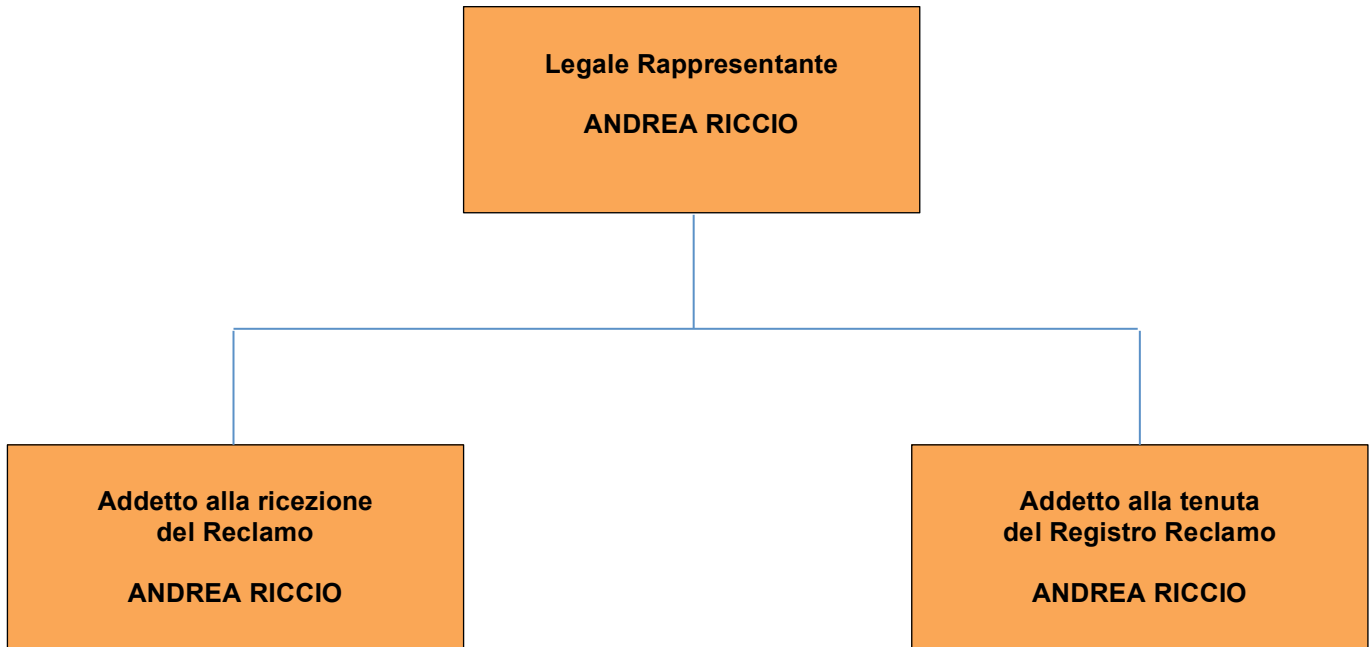 Legale Rappresentante
ANDREA RICCIO
Addetto alla ricezione
del Reclamo
ANDREA RICCIO
Addetto alla tenuta
del Registro Reclamo
ANDREA RICCIO